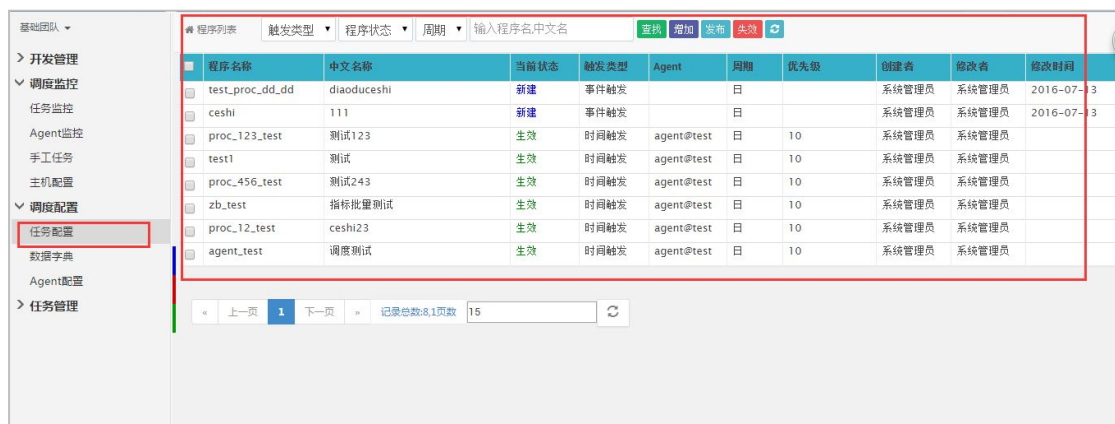 基础团队
开发管理
调度监控
任务监控
Agent监控
手工任务
主机配置
调度配置
任务配置
数据字典
Agent配置
任务管理
程序列表 触发类型 程序状态 周期 输入程序名,中文名 查找 增加 发布 失效
程序名称 中文名称 当前状态 触发类型 Agent 周期 优先级 创建者 修改者 修改时间
test_proc_dd_dd diaoduceshi 新建 事件触发 日 系统管理员 系统管理员 2016-07-13
ceshi 111 新建 事件触发 日 系统管理员 系统管理员 2016-07-13
proc_123_test 测试123 生效 时间触发 agent@test 日 10 系统管理员 系统管理员
test1 测试 生效 时间触发 agent@test 日 10 系统管理员 系统管理员
proc_456_test 测试243 生效 时间触发 agent@test 日 10 系统管理员 系统管理员
zb_test 指标批量测试 生效 时间触发 agent@test 日 10 系统管理员 系统管理员
proc_12_test ceshi23 生效 时间触发 agent@test 日 10 系统管理员 系统管理员
agent_test 调度测试 生效 时间触发 agent@test 日 10 系统管理员 系统管理员
« 上一页 1 下一页 » 记录总数:8,1页数 15